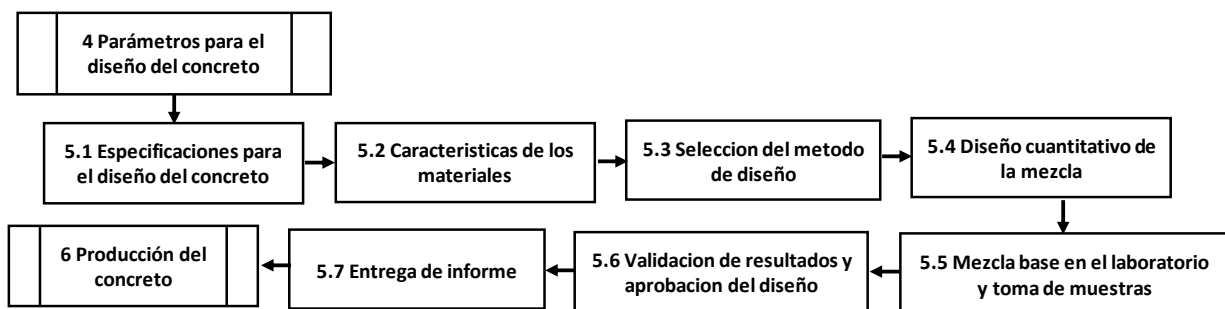 4 Parámetros para el
diseño del concreto
5.1 Especificaciones para
el diseño del concreto
5.2 Caracteristicas de los
materiales
5.3 Seleccion del metodo
de diseño
5.4 Diseño cuantitativo de
la mezcla
5.5 Mezcla base en el laboratorio
y toma de muestras
5.6 Validacion de resultados y
aprobacion del diseño
5.7 Entrega de informe
6 Producción del
concreto